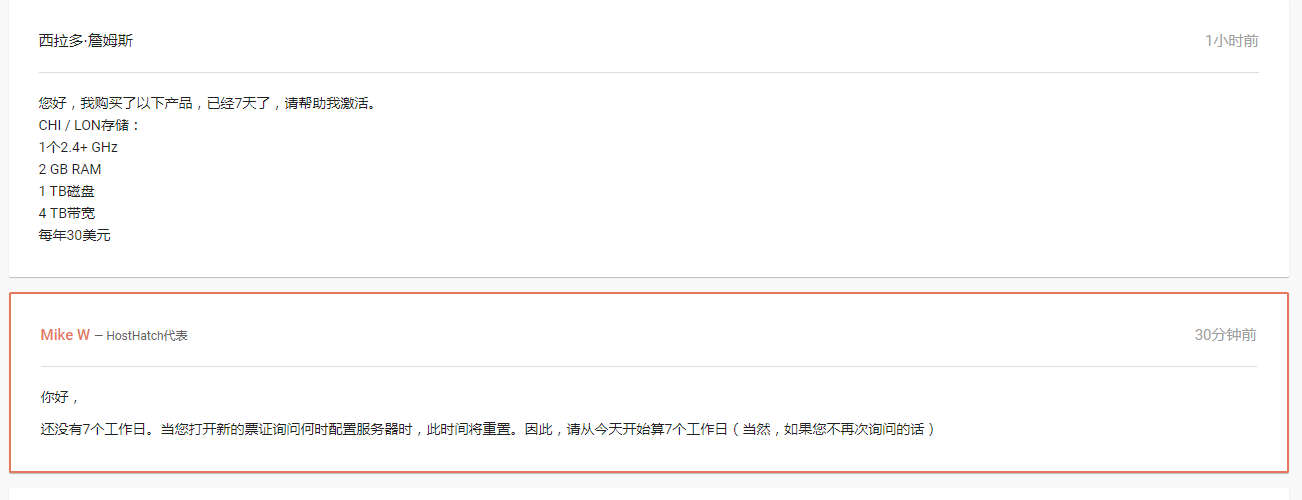 西拉多·詹姆斯
1小时前
您好，我购买了以下产品，已经7天了，请帮助我激活。
CHI / LON存储：
1个2.4+ GHz
2 GB RAM
1 TB磁盘
4 TB带宽
每年30美元
Mike W – HostHatch代表
30分钟前
你好，
还没有7个工作日。当您打开新的票证询问何时配置服务器时，此时间将重置。因此，请从今天开始算7个工作日（当然，如果您不再次询问的话）